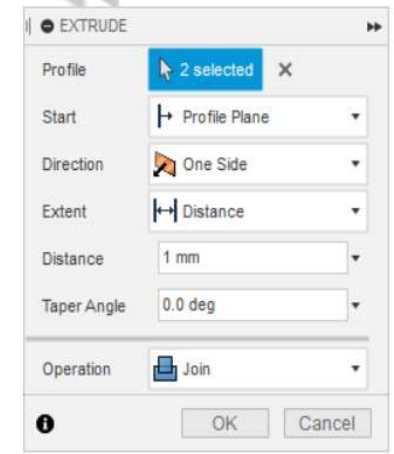 EXTRUDE
Profile 2 selected
Start Profile Plane
Direction One Side
Extent Distance
Distance 1 mm
Taper Angle 0.0 deg
Operation Join
OK Cancel